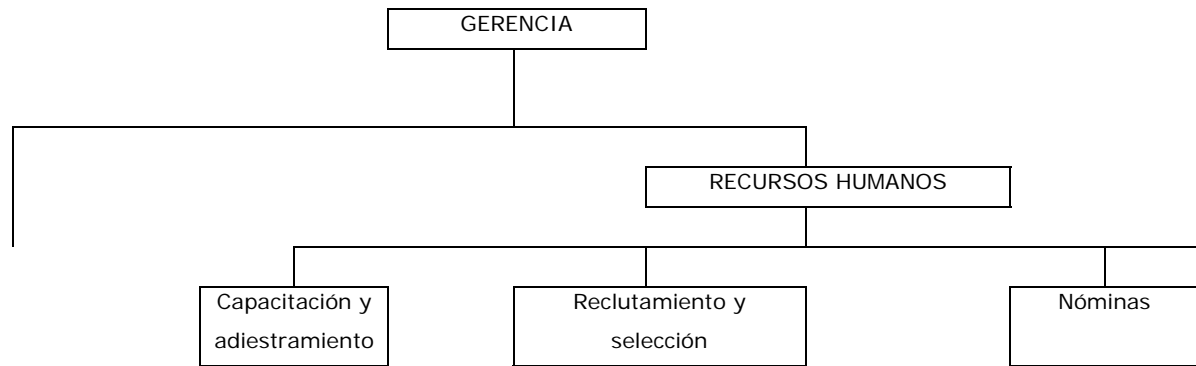 GERENCIA
RECURSOS HUMANOS
Capacitación y
adiestramiento
Reclutamiento y
selección
Nóminas